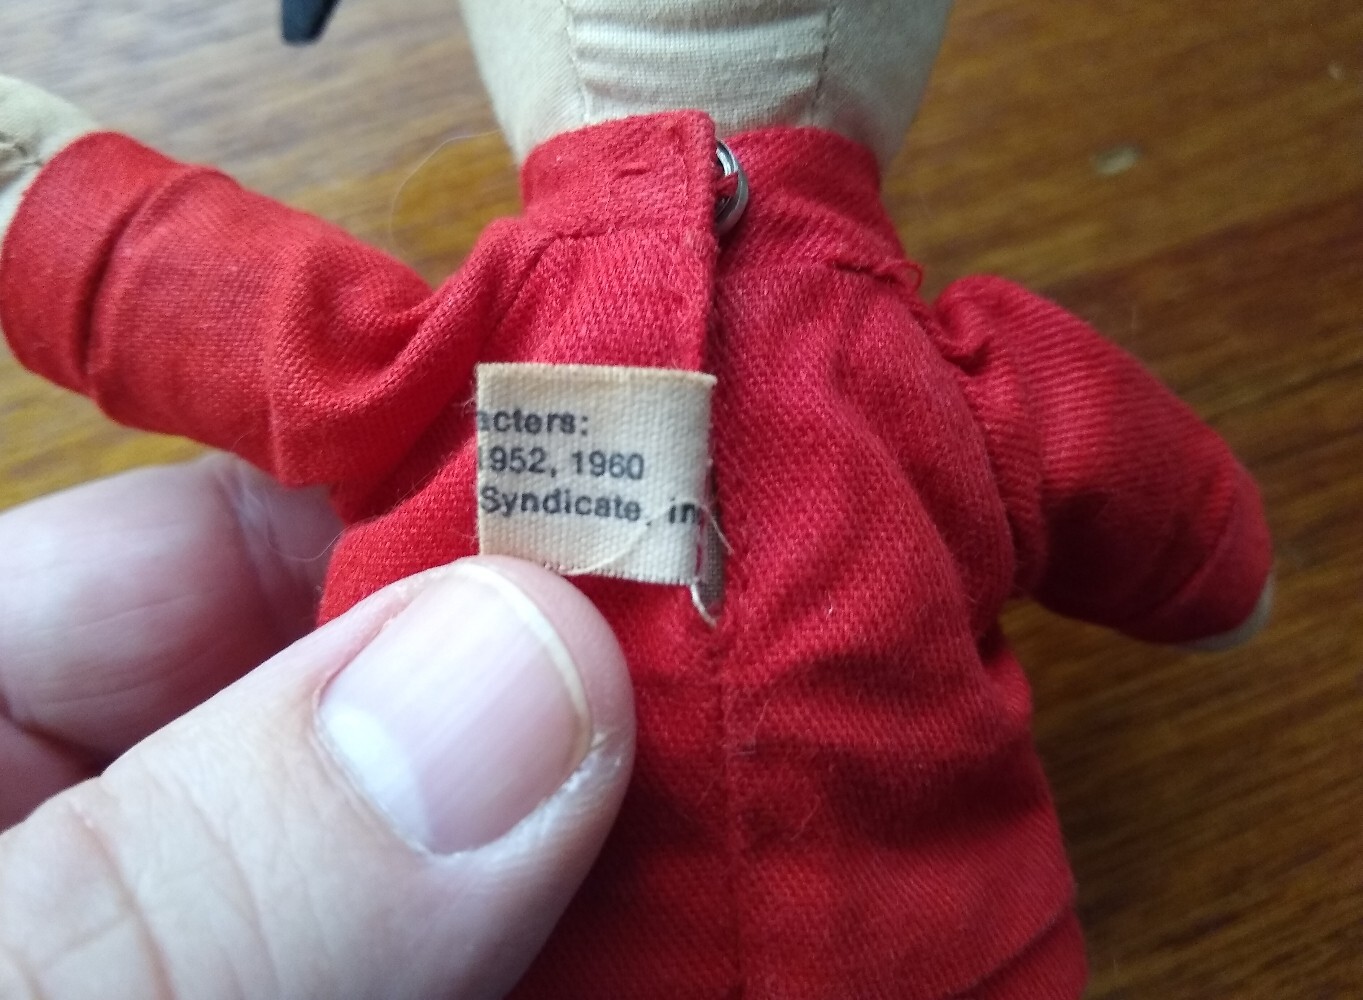 acters:
1952, 1960
Syndicate, in